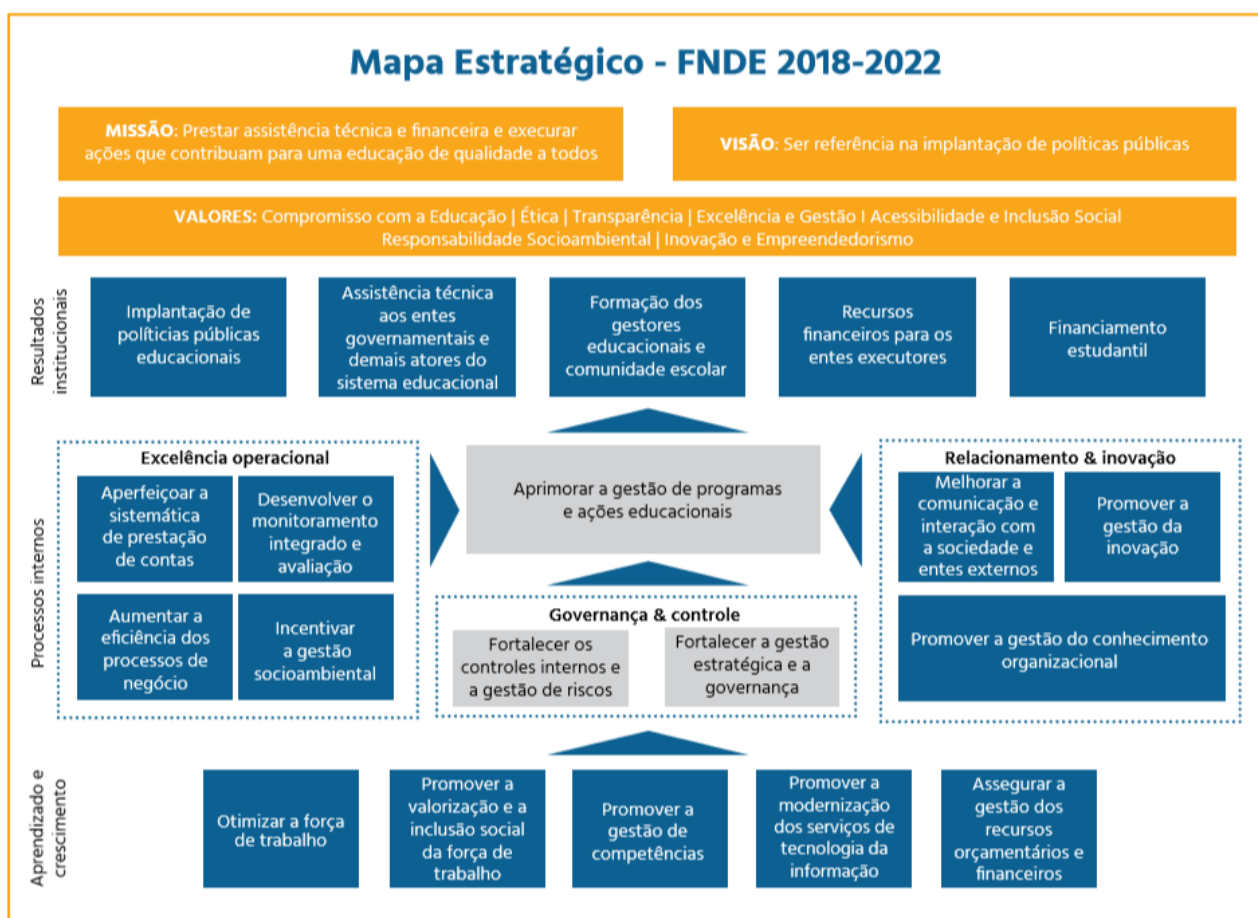 Mapa Estratégico - FNDE 2018-2022
MISSÃO: Prestar assistência técnica e financeira e execurar
ações que contribuam para uma educação de qualidade a todos
VISÃO: Ser referência na implantação de políticas públicas
VALORES: Compromisso com a Educação | Ética | Transparência | Excelência e Gestão I Acessibilidade e Inclusão Social
Responsabilidade Socioambiental | Inovação e Empreendedorismo
Resultados
institucionais
Implantação de
políticias públicas
educacionais
Assistência técnica
aos entes
governamentais e
demais atores do
sistema educacional
Formação dos
gestores
educacionais e
comunidade escolar
Recursos
financeiros para os
entes executores
Financiamento
estudantil
Processos internos
Excelência operacional
Aperfeiçoar a
sistemática
de prestação
de contas
Desenvolver o
monitoramento
integrado e
avaliação
Aumentar a
eficiência dos
processos de
negócio
Incentivar
a gestão
socioambiental
Aprimorar a gestão de programas
e ações educacionais
Governança & controle
Fortalecer os
controles internos e
a gestão de riscos
Fortalecer a gestão
estratégica e a
governança
Relacionamento & inovação
Melhorar a
comunicação e
interação com
a sociedade e
entes externos
Promover a
gestão da
inovação
Promover a gestão do conhecimento
organizacional
Aprendizado e
crescimento
Otimizar a força
de trabalho
Promover a
valorização e a
inclusão social
da força de
trabalho
Promover a
gestão de
competências
Promover a
modernização
dos serviços de
tecnologia da
informação
Assegurar a
gestão dos
recursos
orçamentários e
financeiros